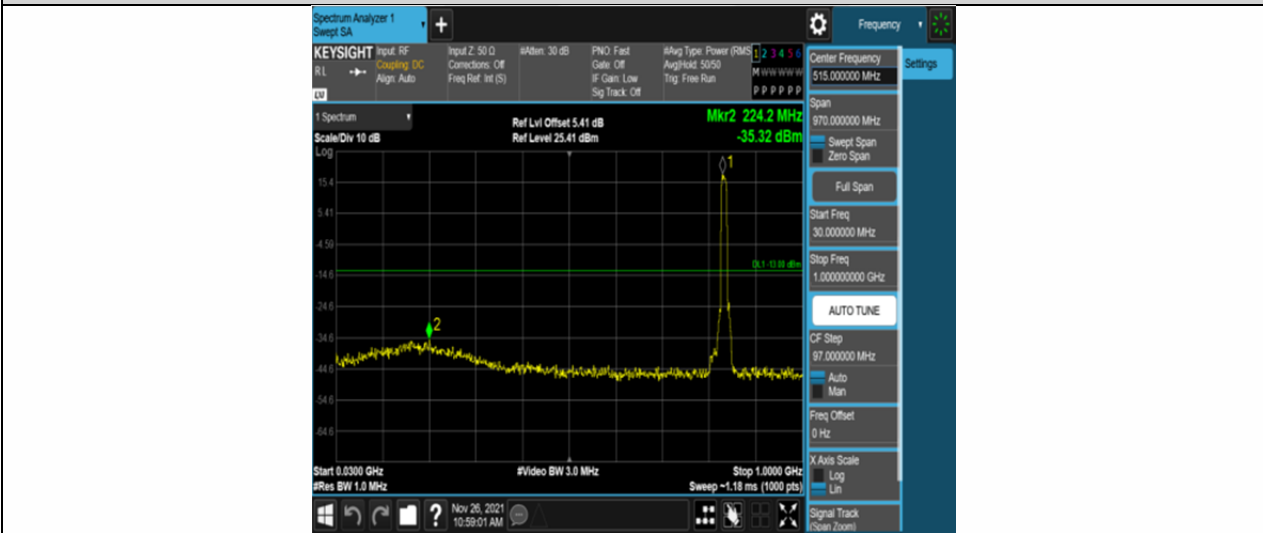 Spectrum Analyzer 1
Swept SA
+
Frequency
KEYSIGHT
RL
LXI
Input: RF
Coupling: DC
Align: Auto
Input Z: 50 Ω
Corrections: Off
Freq Ref: Int (S)
#Atten: 30 dB
PNO: Fast
Gate: Off
IF Gain: Low
Sig Track: Off
#Avg Type: Power (RMS
Avg|Hold: 50/50
Trig: Free Run
1 2 3 4 5 6
M W W W W W
P P P P P P
Center Frequency
515.000000 MHz
Settings
1 Spectrum
Scale/Div 10 dB
Log
Ref Lvl Offset 5.41 dB
Ref Level 25.41 dBm
Mkr2 224.2 MHz
-35.32 dBm
Span
970.000000 MHz
Swept Span
Zero Span
Full Span
Start Freq
30.000000 MHz
Stop Freq
1.000000000 GHz
AUTO TUNE
CF Step
97.000000 MHz
Auto
Man
Freq Offset
0 Hz
X Axis Scale
Log
Lin
Signal Track
(Span Zoom)
1
15.4
5.41
-4.59
DL1 -13.00 dBm
-14.6
-24.6
2
-34.6
-44.6
-54.6
-64.6
Start 0.0300 GHz
#Video BW 3.0 MHz
Stop 1.0000 GHz
#Res BW 1.0 MHz
Sweep ~1.18 ms (1000 pts)
?
Nov 26, 2021
10:59:01 AM